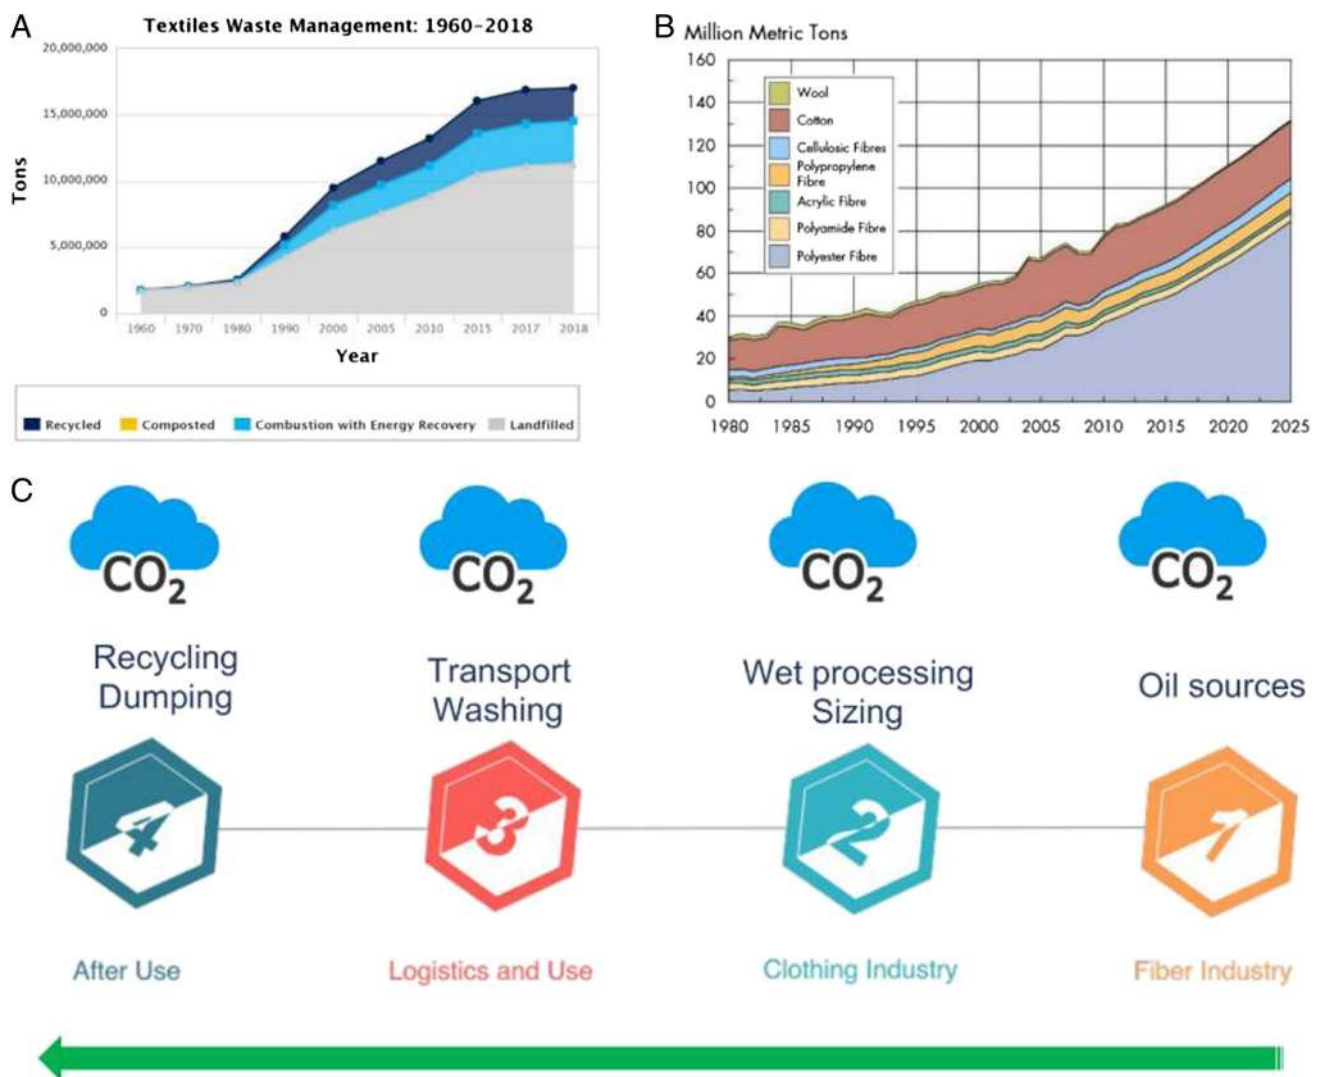 A
Textiles Waste Management: 1960–2018
20,000,000
15,000,000
10,000,000
5,000,000
0
Tons
1960 1970 1980 1990 2000 2005 2010 2015 2017 2018
Year
Recycled Composted Combustion with Energy Recovery Landfilled
B
Million Metric Tons
160
140
120
100
80
60
40
20
0
Wool
Cotton
Cellulosic Fibres
Polypropylene
Fibre
Acrylic Fibre
Polyamide Fibre
Polyester Fibre
1980 1985 1990 1995 2000 2005 2010 2015 2020 2025
C
CO2 CO2 CO2 CO2
Recycling
Dumping
Transport
Washing
Wet processing
Sizing
Oil sources
4 3 2 1
After Use
Logistics and Use
Clothing Industry
Fiber Industry